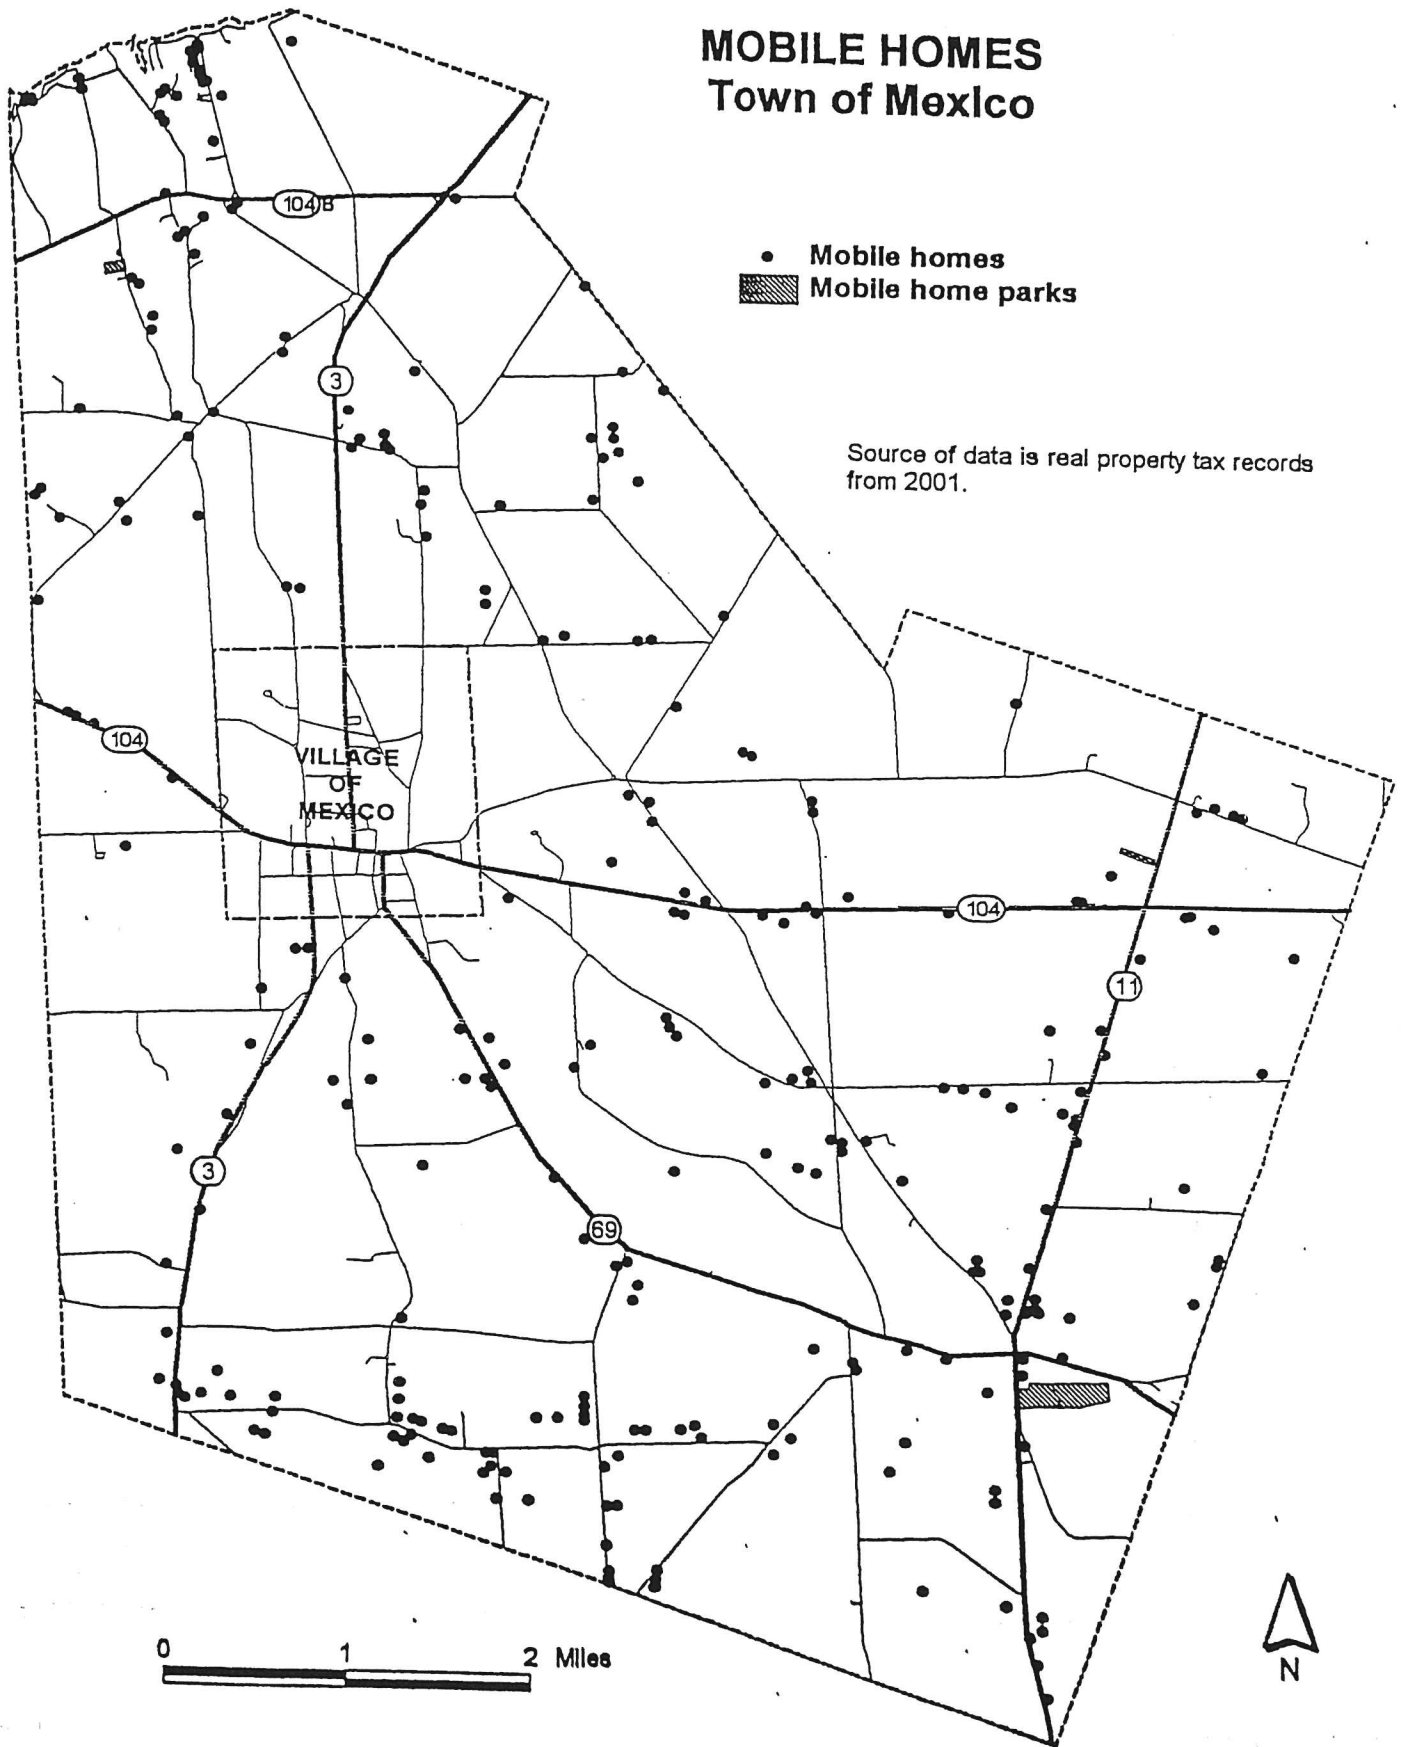 MOBILE HOMES
Town of Mexico
104 B
Mobile homes
Mobile home parks
3
Source of data is real property tax records
from 2001.
104
VILLAGE
OF
MEXICO
104
11
3
69
0 1 2 Miles
N